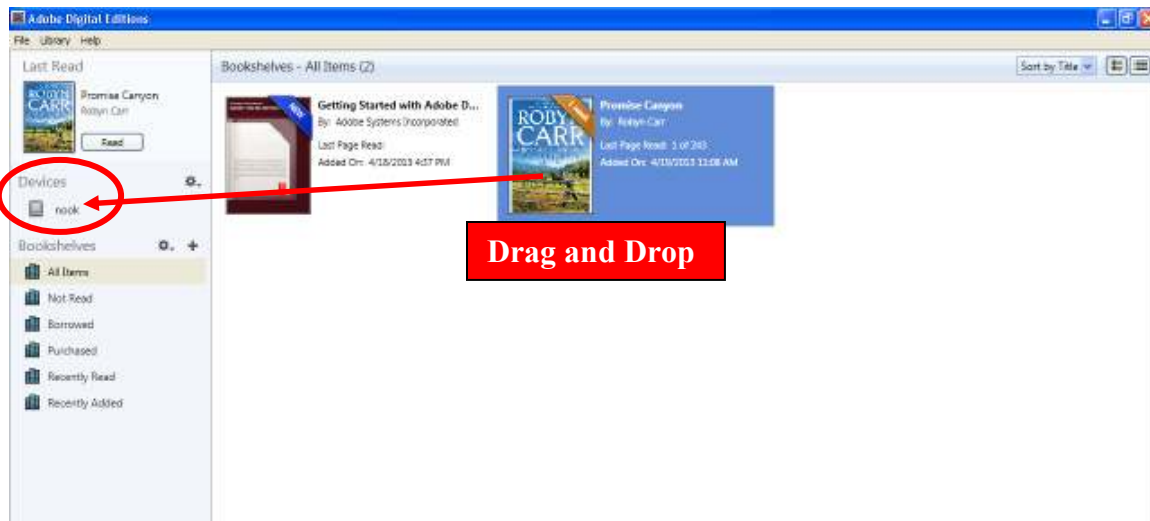 Adobe Digital Editions
File Library Help
Last Read
Promise Canyon
Robyn Carr
Read
Devices
nook
Bookshelves
All Items
Not Read
Borrowed
Purchased
Recently Read
Recently Added
Bookshelves - All Items (2)
Sort by Title
NEW
Getting Started with Adobe D...
By: Adobe Systems Incorporated
Last Page Read:
Added On: 4/18/2013 4:37 PM
ROBYN
CARR
Promise Canyon
By: Robyn Carr
Last Page Read: 1 of 243
Added On: 4/19/2013 11:08 AM
Drag and Drop